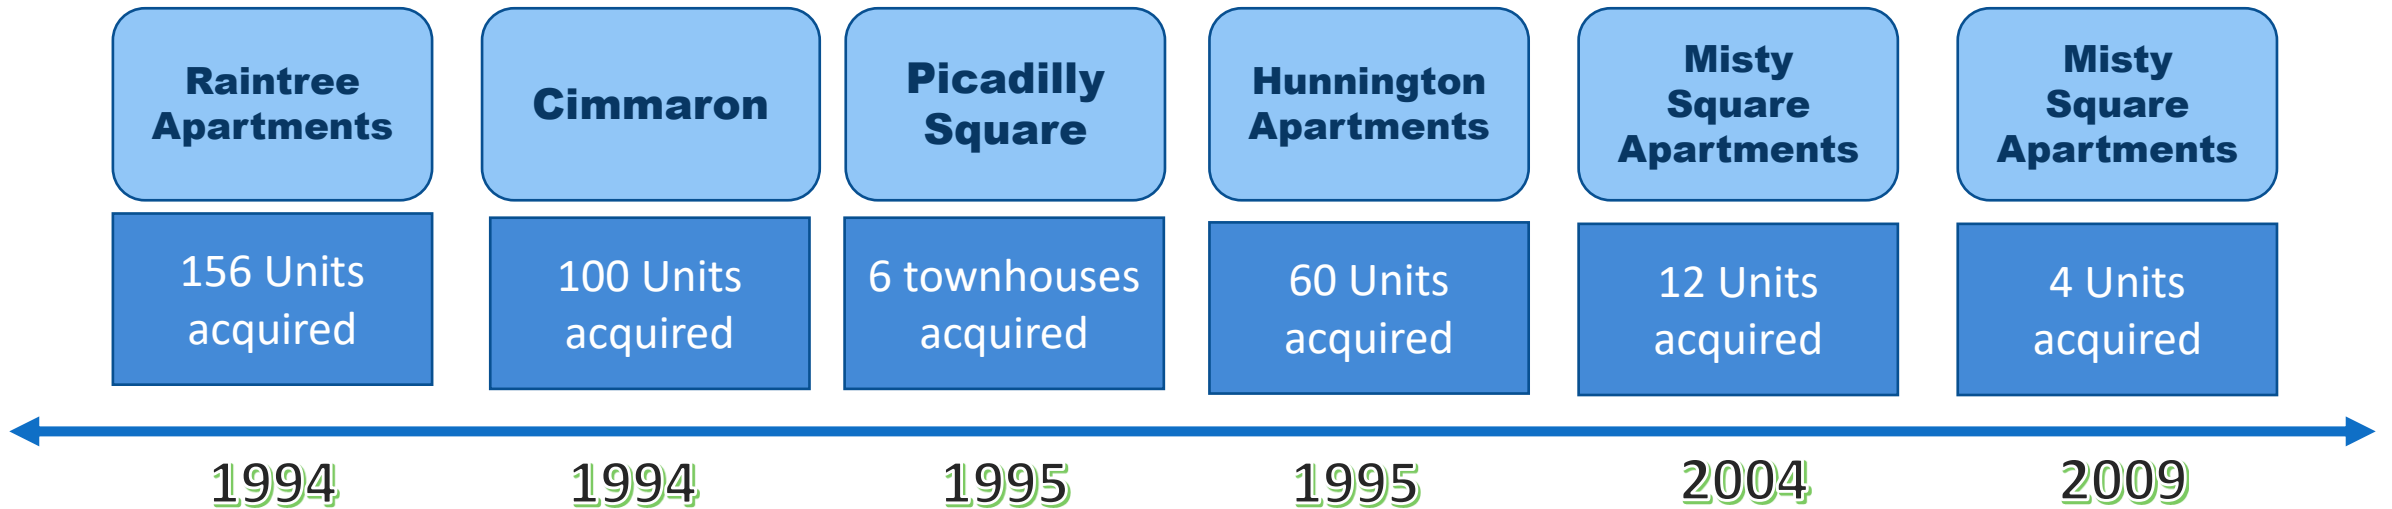 Raintree
Apartments
Cimmaron
Picadilly
Square
Hunnington
Apartments
Misty
Square
Apartments
Misty
Square
Apartments
156 Units
acquired
100 Units
acquired
6 townhouses
acquired
60 Units
acquired
12 Units
acquired
4 Units
acquired
1994
1994
1995
1995
2004
2009